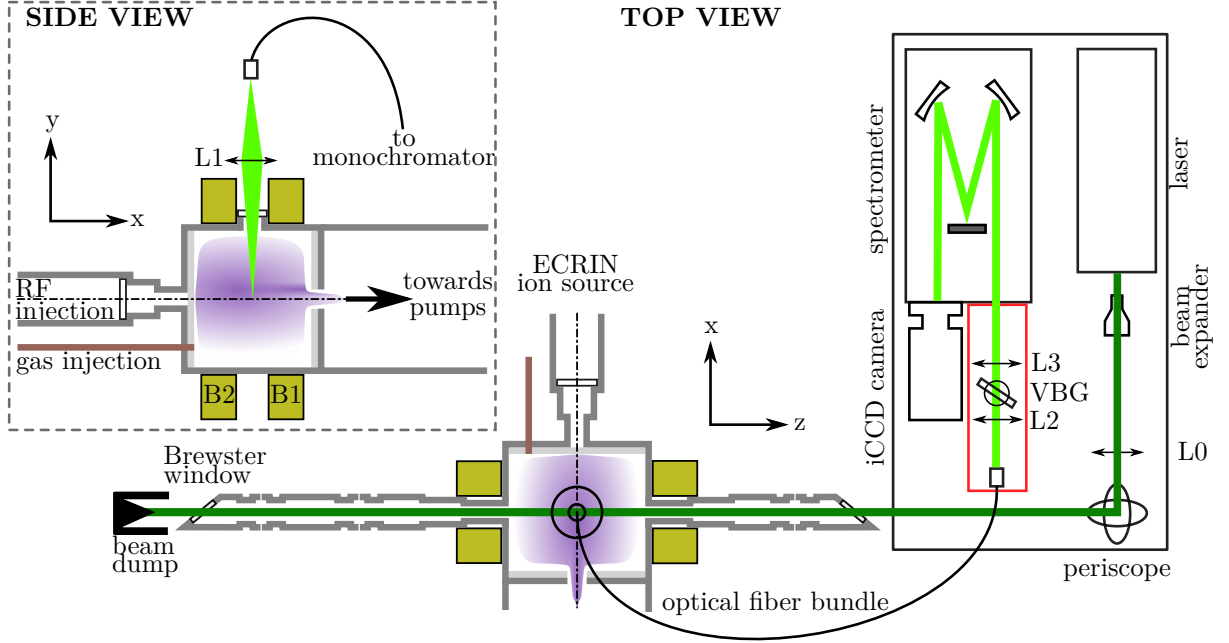 SIDE VIEW
y
x
L1
to
monochromator
RF
injection
towards
pumps
gas injection
B2
B1
TOP VIEW
ECRIN
ion source
x
z
Brewster
window
beam
dump
optical fiber bundle
spectrometer
iCCD camera
L3
VBG
L2
laser
beam
expander
L0
periscope